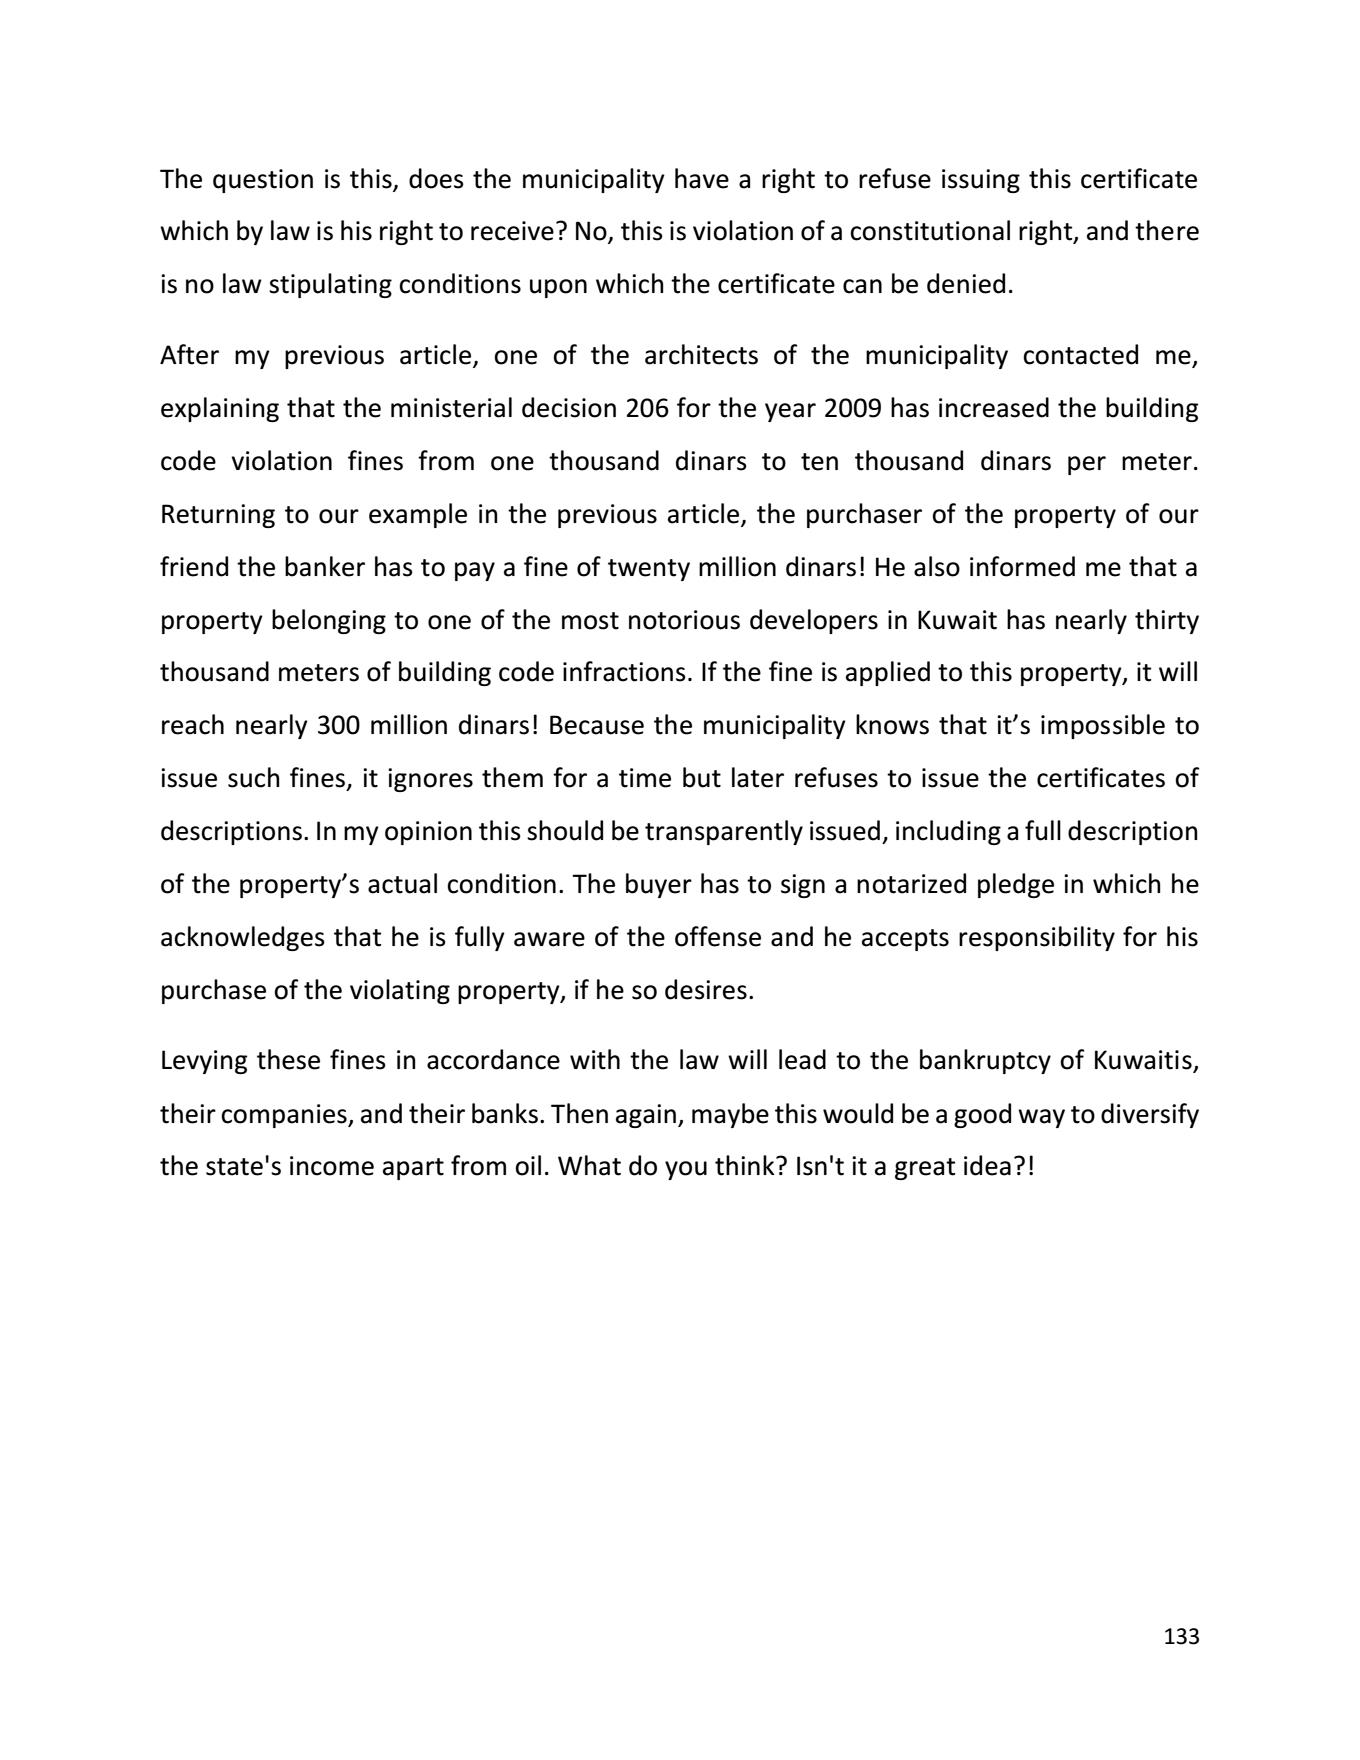 The question is this, does the municipality have a right to refuse issuing this certificate
which by law is his right to receive? No, this is violation of a constitutional right, and there
is no law stipulating conditions upon which the certificate can be denied.
After my previous article, one of the architects of the municipality contacted me,
explaining that the ministerial decision 206 for the year 2009 has increased the building
code violation fines from one thousand dinars to ten thousand dinars per meter.
Returning to our example in the previous article, the purchaser of the property of our
friend the banker has to pay a fine of twenty million dinars! He also informed me that a
property belonging to one of the most notorious developers in Kuwait has nearly thirty
thousand meters of building code infractions. If the fine is applied to this property, it will
reach nearly 300 million dinars! Because the municipality knows that it’s impossible to
issue such fines, it ignores them for a time but later refuses to issue the certificates of
descriptions. In my opinion this should be transparently issued, including a full description
of the property’s actual condition. The buyer has to sign a notarized pledge in which he
acknowledges that he is fully aware of the offense and he accepts responsibility for his
purchase of the violating property, if he so desires.
Levying these fines in accordance with the law will lead to the bankruptcy of Kuwaitis,
their companies, and their banks. Then again, maybe this would be a good way to diversify
the state's income apart from oil. What do you think? Isn't it a great idea?!
133